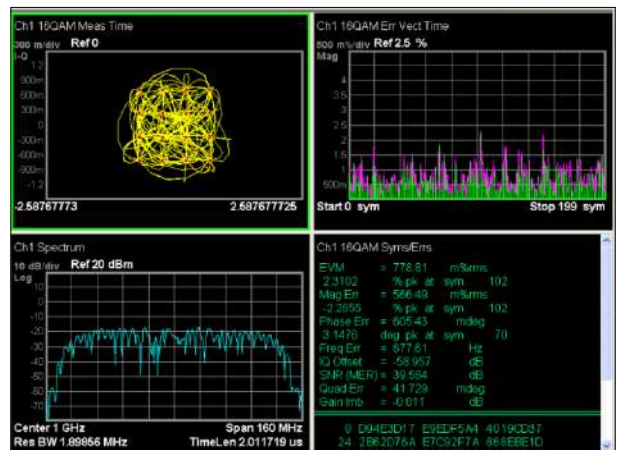 Ch1 16QAM Meas Time
300 m/div Ref 0
I-Q
1.2
900m
600m
300m
0
-300m
-600m
-900m
-1.2
-2.58767773 2.587677725
Ch1 16QAM Err Vect Time
500 m%/div Ref 2.5 %
Mag
4
3.5
3
2.5
2
1.5
1
500m
Start 0 sym Stop 199 sym
Ch1 Spectrum
10 dB/div Ref 20 dBm
Log
10
0
-10
-20
-30
-40
-50
-60
-70
Center 1 GHz Span 160 MHz
Res BW 1.89856 MHz TimeLen 2.011719 us
Ch1 16QAM Syms/Errs
EVM = 778.81 m%rms
2.3102 % pk at sym 102
Mag Err = 566.49 m%rms
-2.2655 % pk at sym 102
Phase Err = 605.43 mdeg
3.1476 deg pk at sym 70
Freq Err = 677.61 Hz
IQ Offset = -58.957 dB
SNR (MER) = 39.584 dB
Quad Err = 41.729 mdeg
Gain Imb = -0.011 dB
0 D94E3D17 E9EDF5A4 4019CD37
24 2B62D76A E7C92F7A 868EBE1D